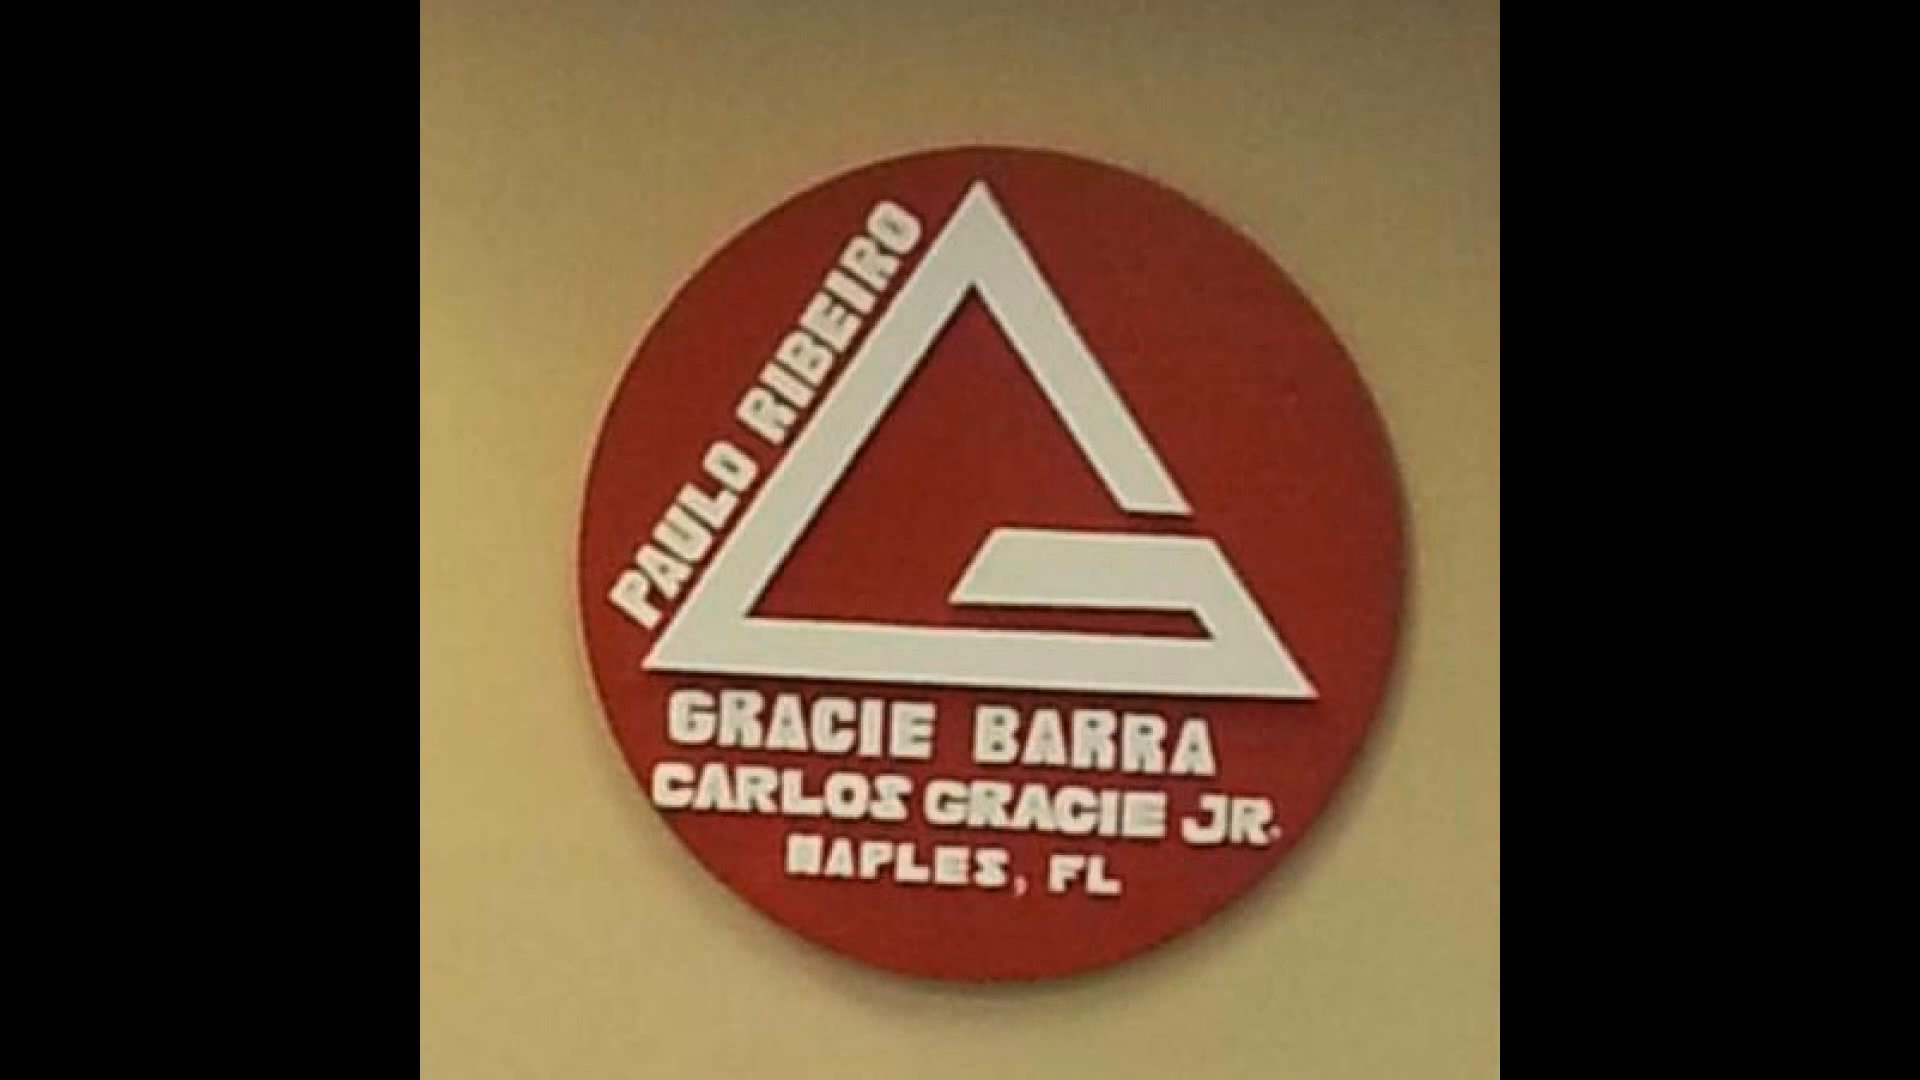 PAULO RIBEIRO
GRACIE BARRA
CARLOS GRACIE JR.
NAPLES, FL